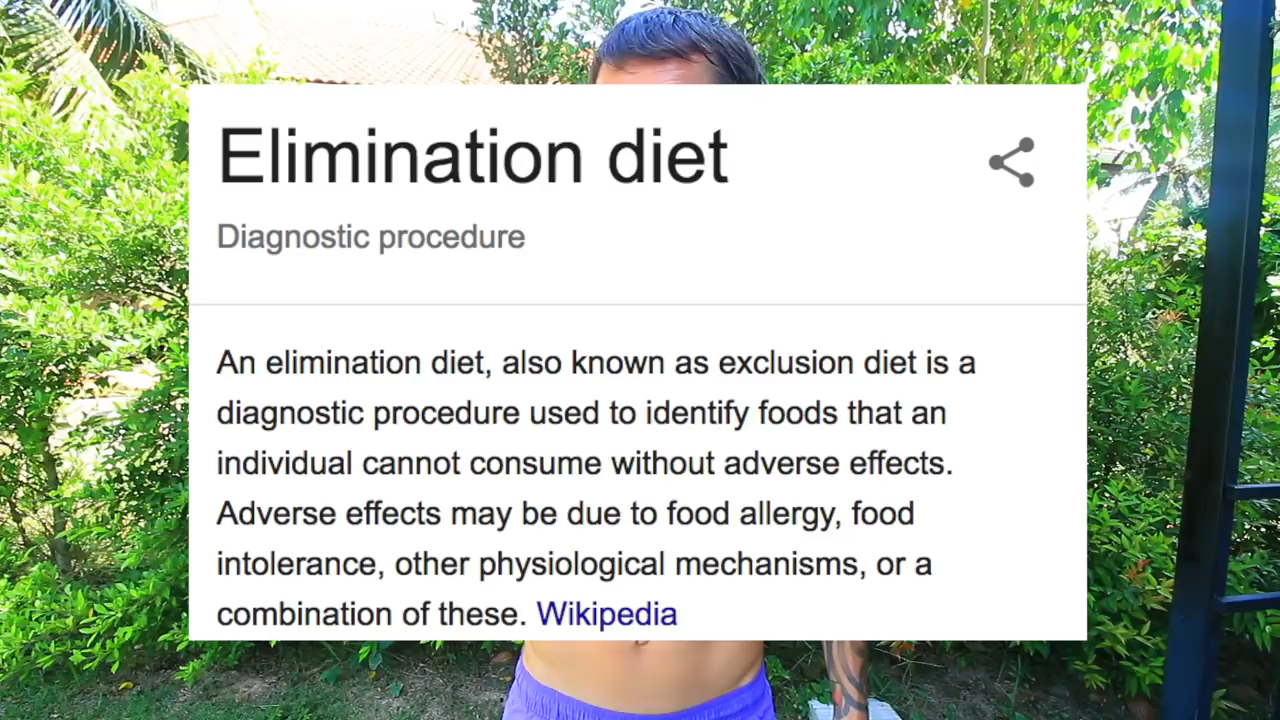 Elimination diet
Diagnostic procedure
An elimination diet, also known as exclusion diet is a
diagnostic procedure used to identify foods that an
individual cannot consume without adverse effects.
Adverse effects may be due to food allergy, food
intolerance, other physiological mechanisms, or a
combination of these. Wikipedia